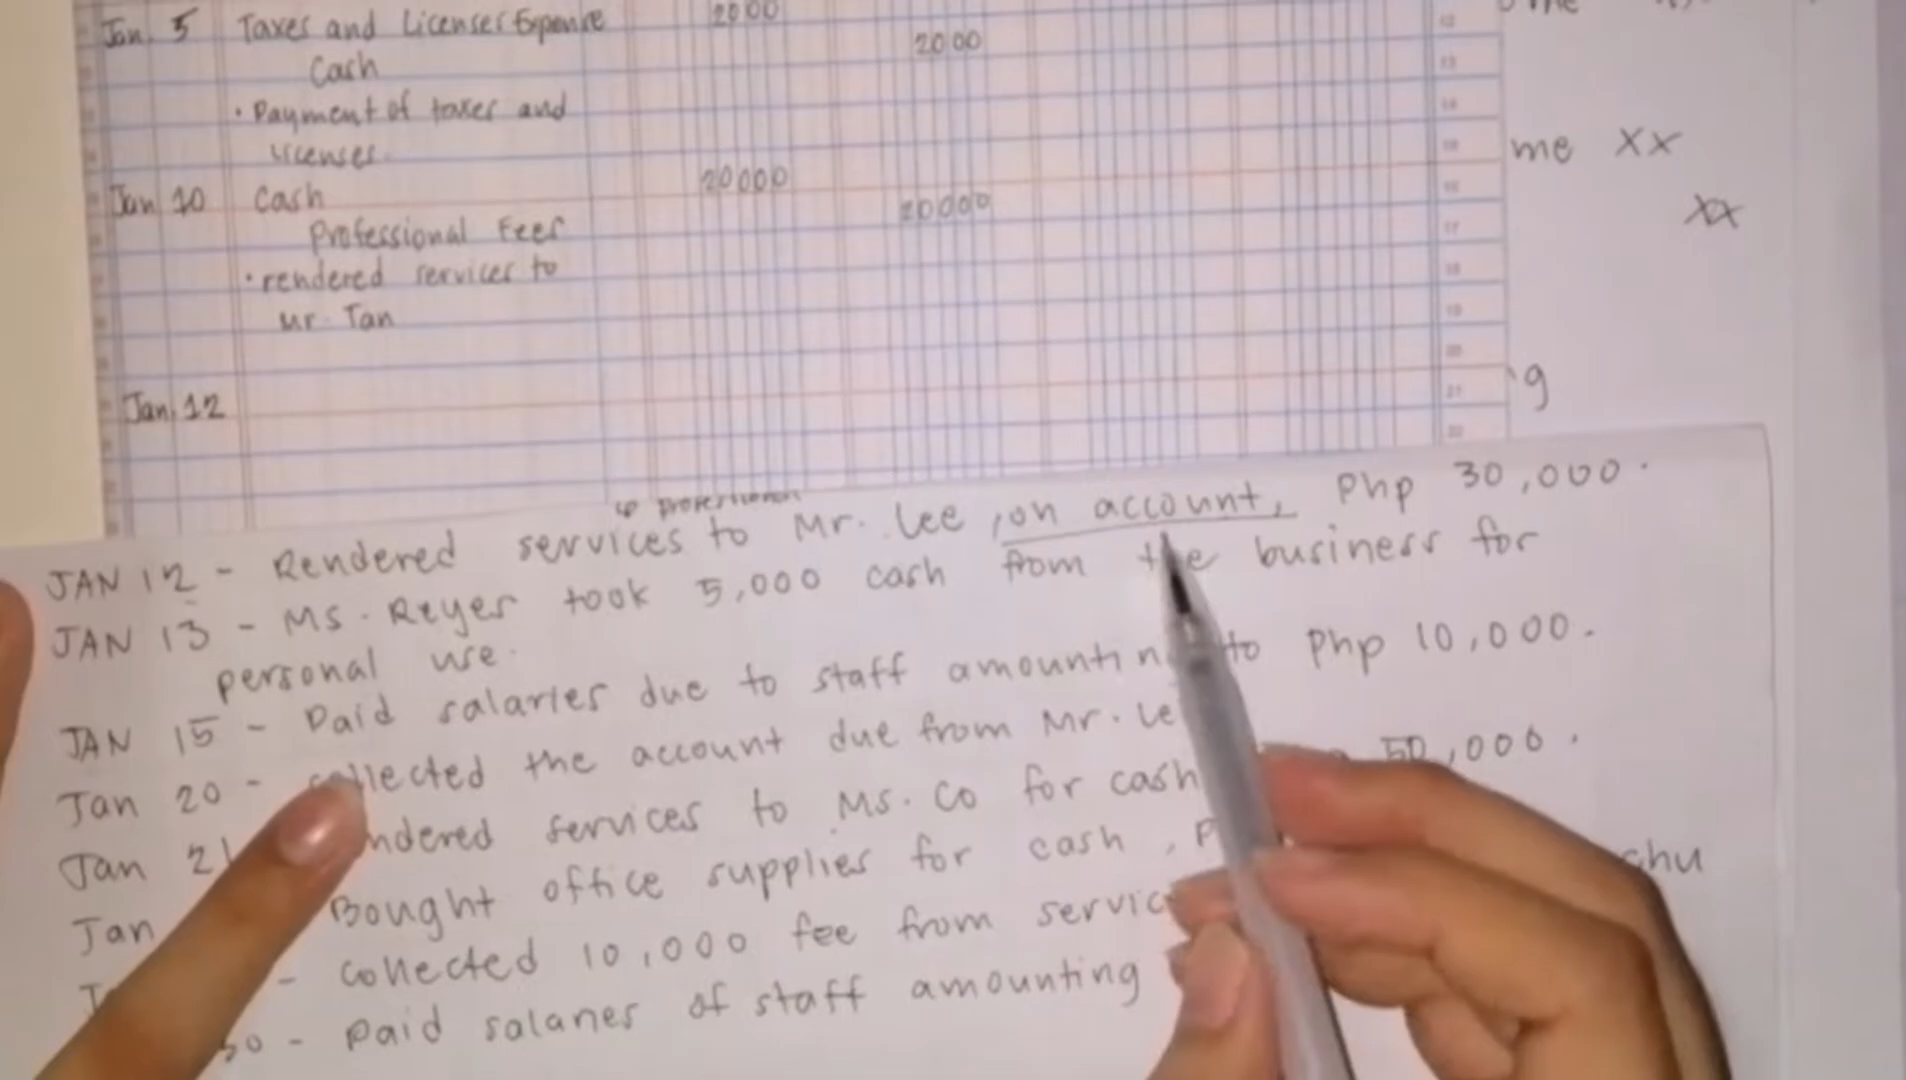 Jan. 5 Taxes and Licenses Expense 2000
Cash 2000
• Payment of taxes and
licenses.
Jan 10 Cash 20000
Professional Fees 20000
• rendered services to
Mr. Tan
Jan. 12
me XX
XX
g
professional
JAN 12 - Rendered services to Mr. Lee, on account, Php 30,000.
JAN 13 - Ms. Reyes took 5,000 cash from the business for
personal use.
JAN 15 - Paid salaries due to staff amounting to Php 10,000.
Jan 20 - collected the account due from Mr. Le
Jan 21 ndered services to Ms. Co for cash 50,000.
Jan Bought office supplies for cash, P
- collected 10,000 fee from servic chu
30 - Paid salaries of staff amounting